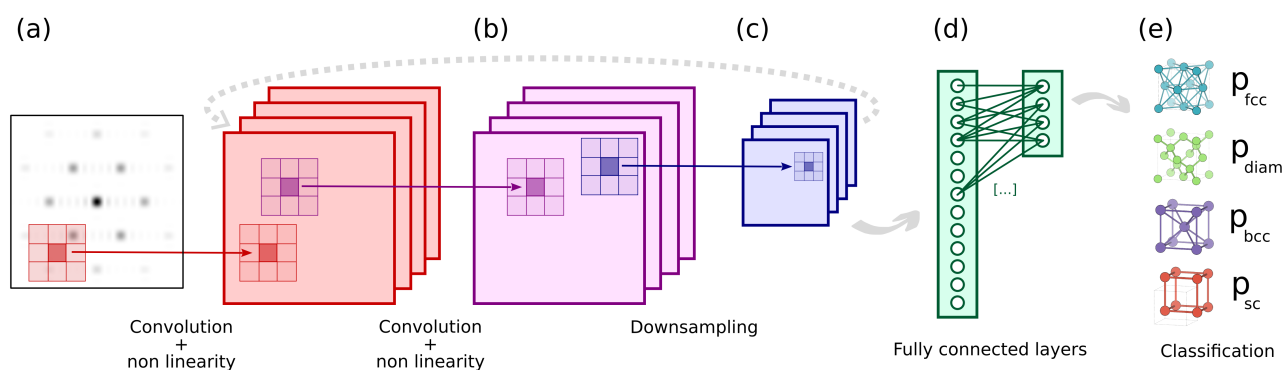 (a)
(b)
(c)
(d)
(e)
p fcc
p diam
p bcc
p sc
[...]
Convolution
+
non linearity
Convolution
+
non linearity
Downsampling
Fully connected layers
Classification